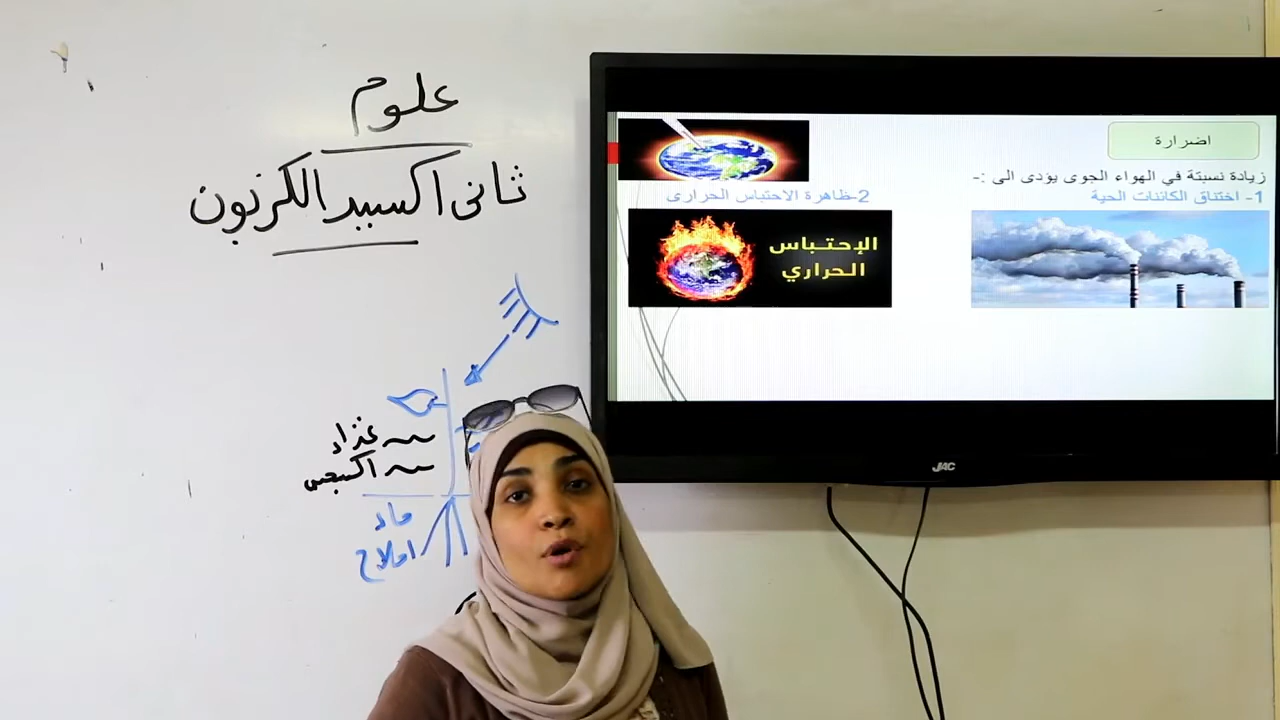 علوم
ثانى اكسيد الكربون
غذاء
اكسجين
ماء
املاح
اضرارة
زيادة نسبتة في الهواء الجوى يؤدى الى :-
1- اختناق الكائنات الحية
2-ظاهرة الاحتباس الحرارى
الإحتباس
الحراري
JAC